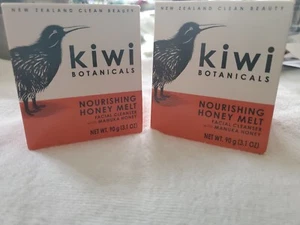 NEW ZEALAND CLEAN BEAUTY
kiwi
BOTANICALS
NOURISHING
HONEY MELT
FACIAL CLEANSER
with MANUKA HONEY
NET WT. 90 g (3.1 OZ)
NEW ZEALAND CLEAN BEAUTY
kiwi
BOTANICALS
NOURISHING
HONEY MELT
FACIAL CLEANSER
with MANUKA HONEY
NET WT. 90 g (3.1 OZ)